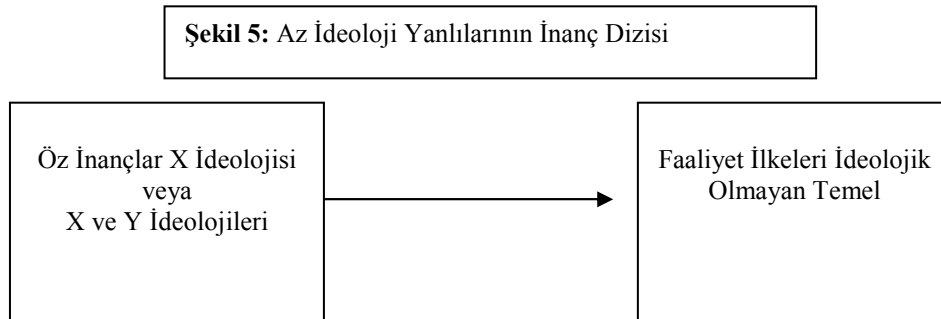 Şekil 5: Az İdeoloji Yanlılarının İnanç Dizisi
Öz İnançlar X İdeolojisi
veya
X ve Y İdeolojileri
Faaliyet İlkeleri İdeolojik
Olmayan Temel